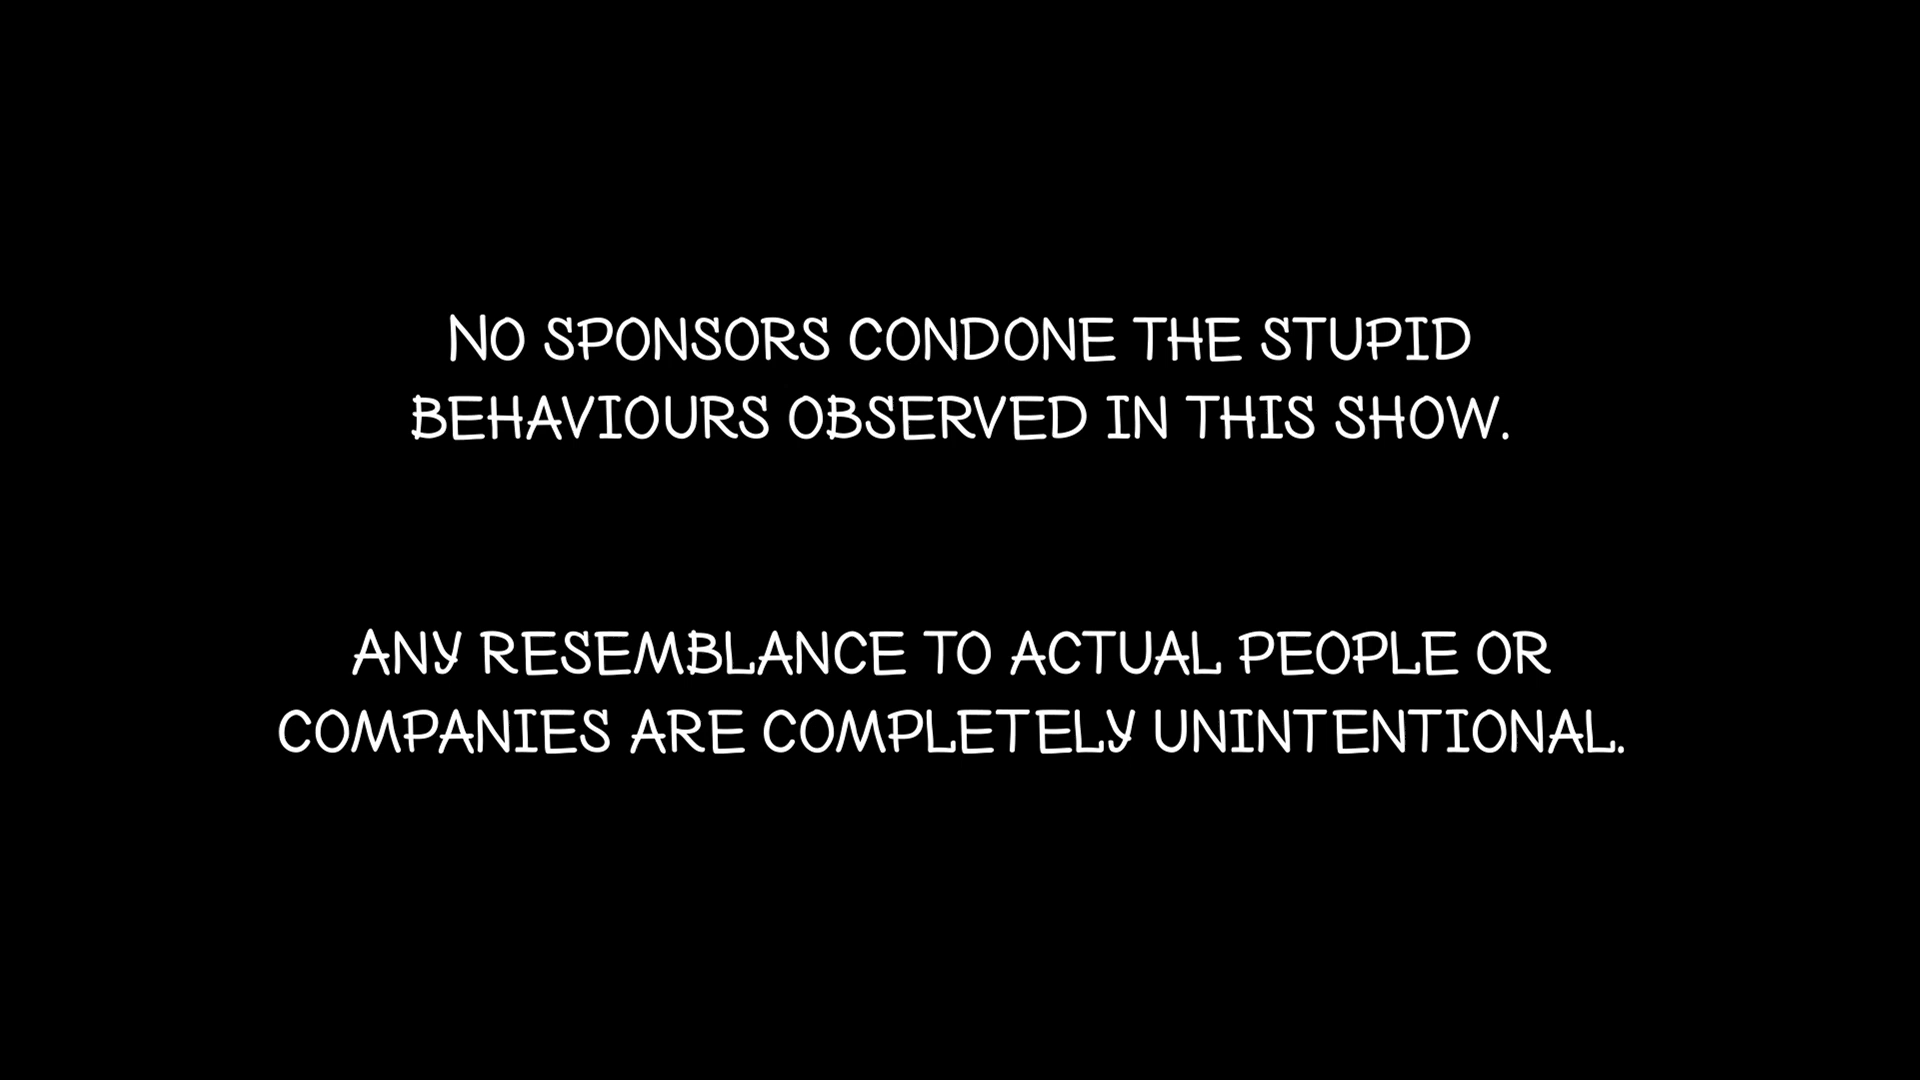 NO SPONSORS CONDONE THE STUPID
BEHAVIOURS OBSERVED IN THIS SHOW.
ANY RESEMBLANCE TO ACTUAL PEOPLE OR
COMPANIES ARE COMPLETELY UNINTENTIONAL.